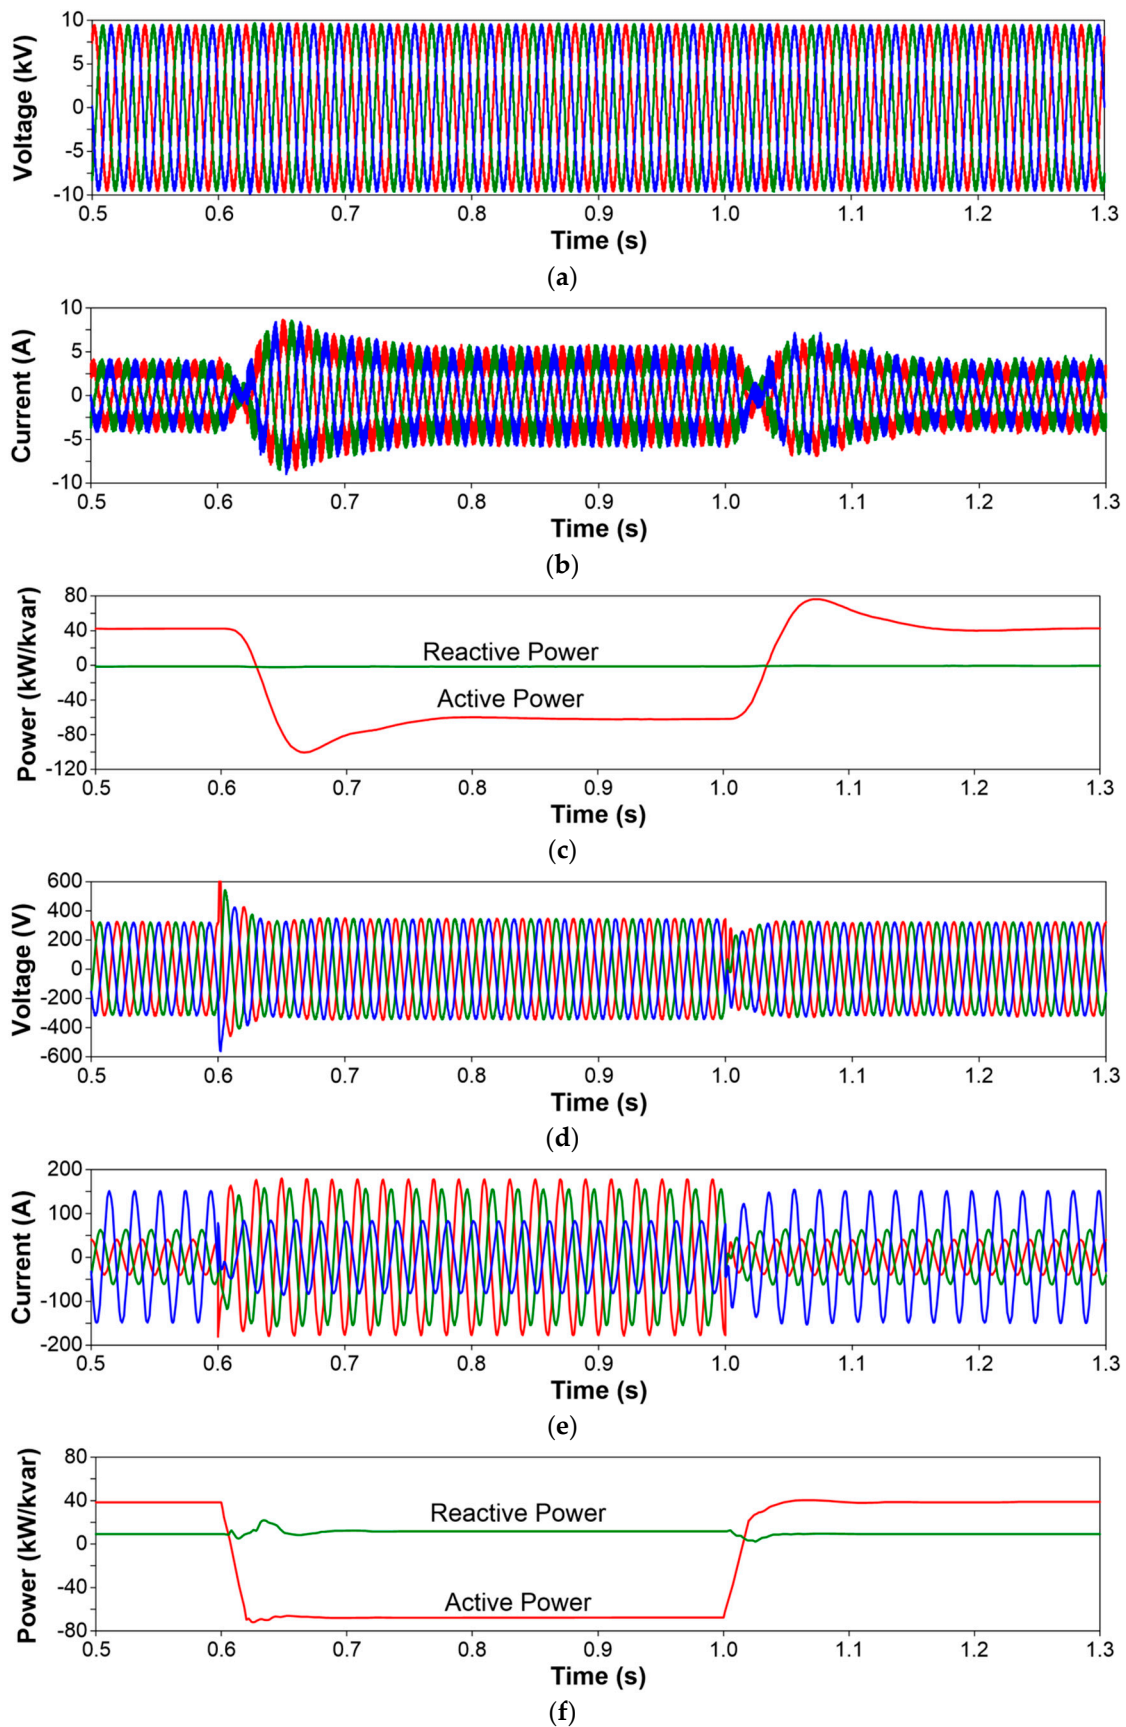 10
5
0
-5
-10
Voltage (kV)
0.5 0.6 0.7 0.8 0.9 1.0 1.1 1.2 1.3
Time (s)
(a)
10
5
0
-5
-10
Current (A)
0.5 0.6 0.7 0.8 0.9 1.0 1.1 1.2 1.3
Time (s)
(b)
80
40
0
-40
-80
-120
Power (kW/kvar)
Reactive Power
Active Power
0.5 0.6 0.7 0.8 0.9 1.0 1.1 1.2 1.3
Time (s)
(c)
600
400
200
0
-200
-400
-600
Voltage (V)
0.5 0.6 0.7 0.8 0.9 1.0 1.1 1.2 1.3
Time (s)
(d)
200
100
0
-100
-200
Current (A)
0.5 0.6 0.7 0.8 0.9 1.0 1.1 1.2 1.3
Time (s)
(e)
80
40
0
-40
-80
Power (kW/kvar)
Reactive Power
Active Power
0.5 0.6 0.7 0.8 0.9 1.0 1.1 1.2 1.3
Time (s)
(f)